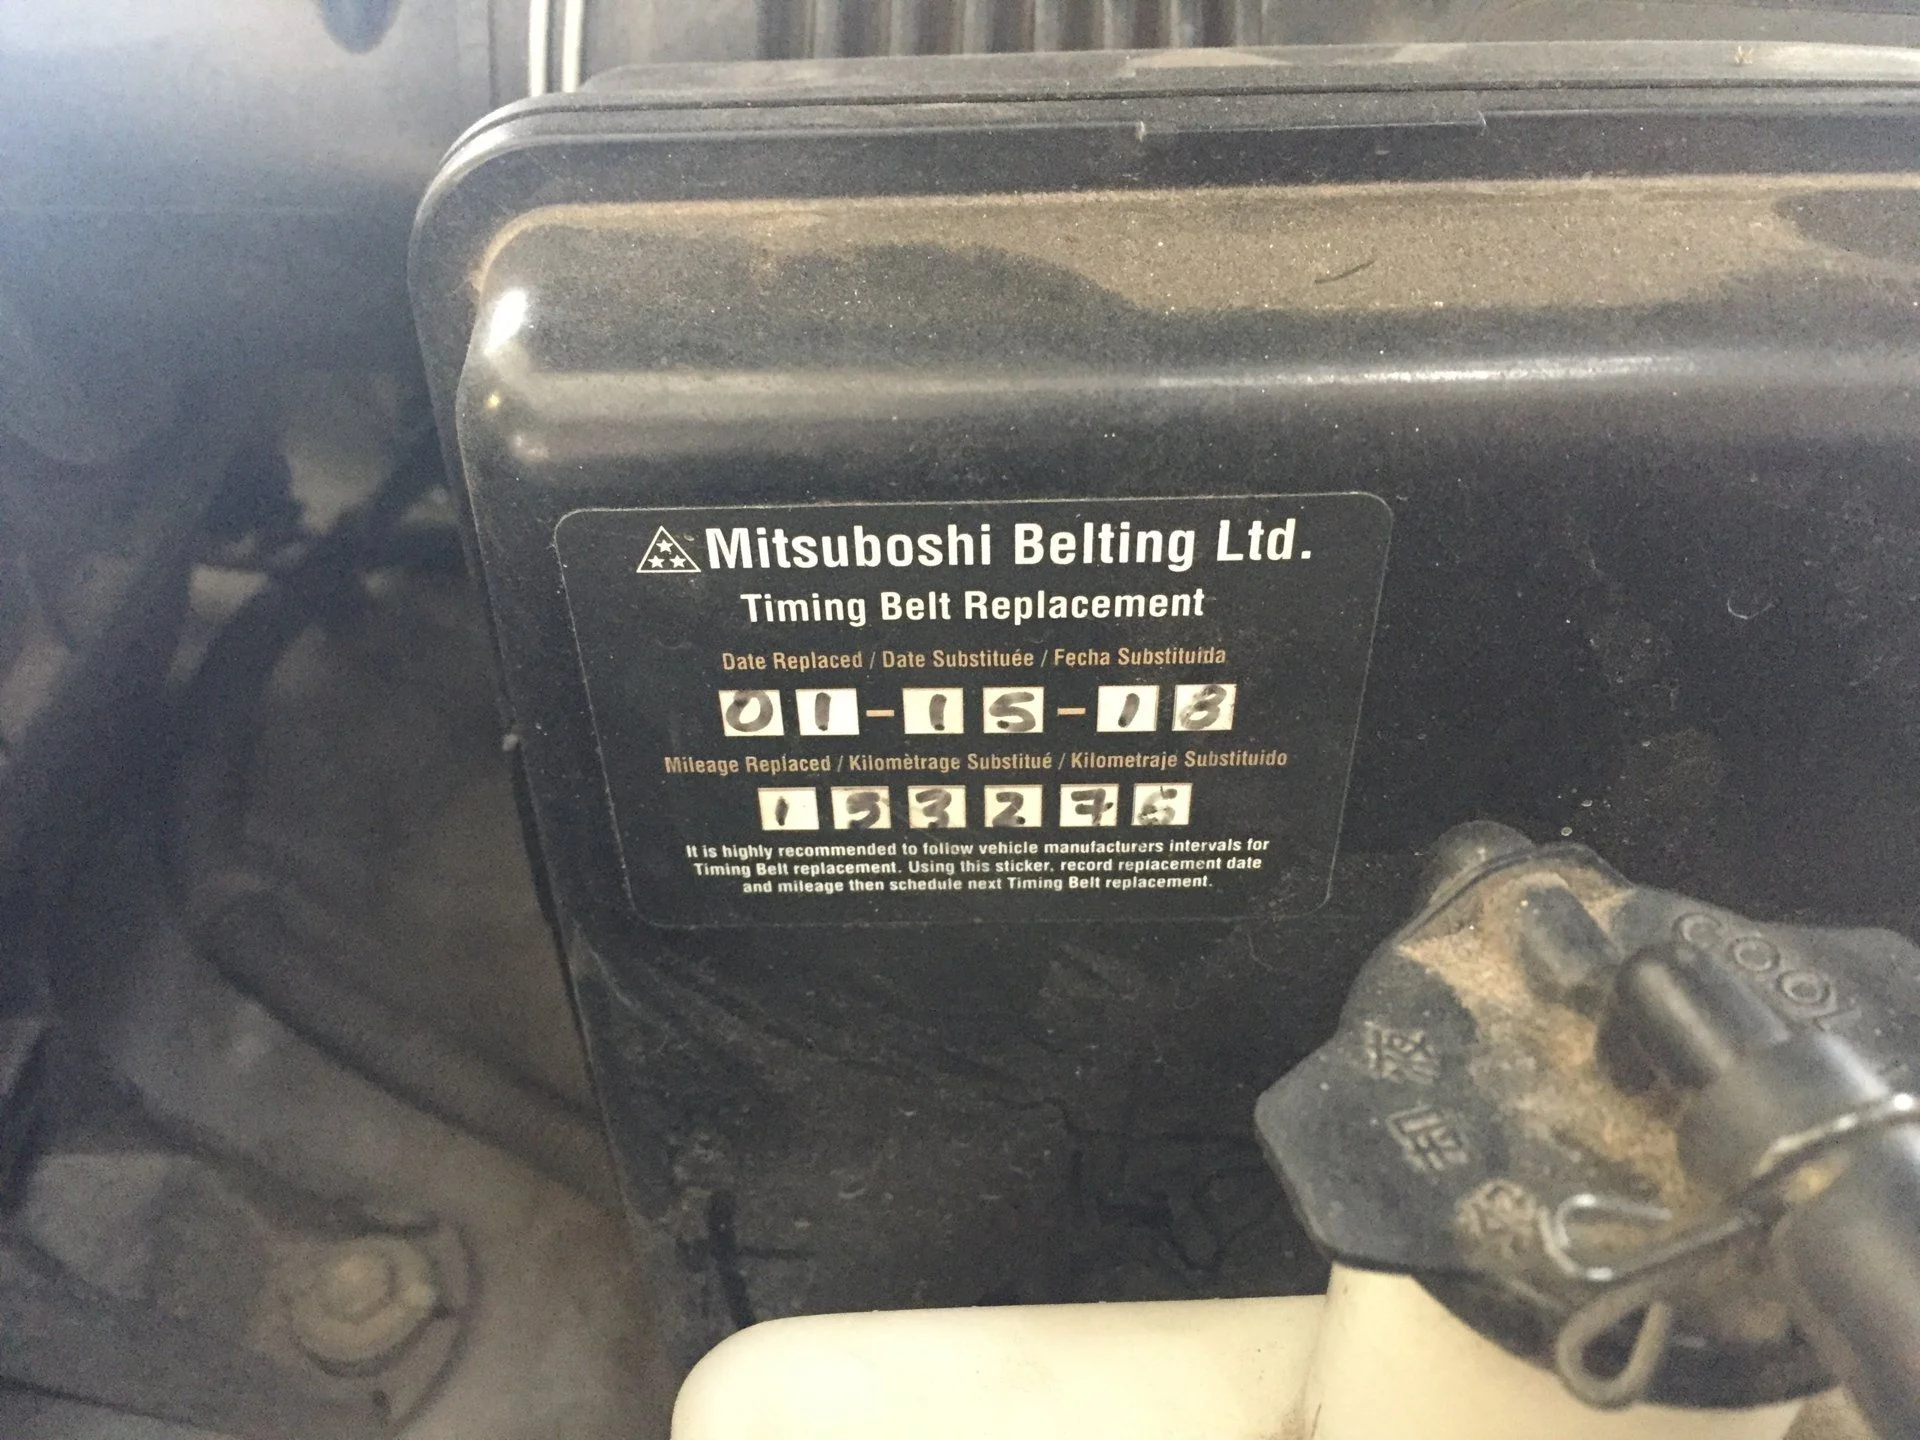 Mitsuboshi Belting Ltd.
Timing Belt Replacement
Date Replaced / Date Substituée / Fecha Substituida
01-15-18
Mileage Replaced / Kilomètrage Substitué / Kilometraje Substituido
153276
It is highly recommended to follow vehicle manufacturers intervals for
Timing Belt replacement. Using this sticker, record replacement date
and mileage then schedule next Timing Belt replacement.